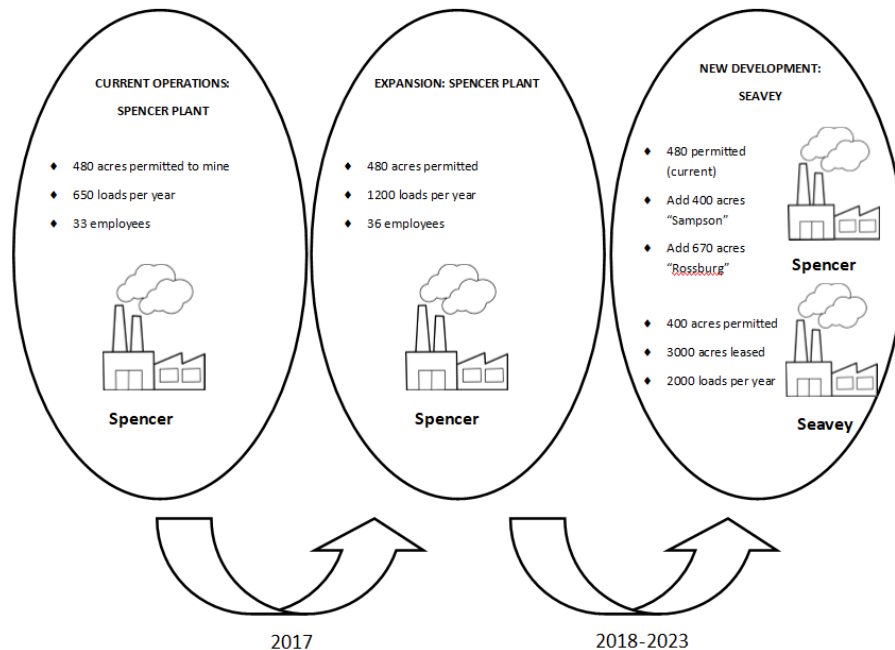 CURRENT OPERATIONS:
SPENCER PLANT
♦ 480 acres permitted to mine
♦ 650 loads per year
♦ 33 employees
Spencer
EXPANSION: SPENCER PLANT
♦ 480 acres permitted
♦ 1200 loads per year
♦ 36 employees
Spencer
NEW DEVELOPMENT:
SEAVEY
♦ 480 permitted
(current)
♦ Add 400 acres
“Sampson”
♦ Add 670 acres
“Rossburg”
Spencer
♦ 400 acres permitted
♦ 3000 acres leased
♦ 2000 loads per year
Seavey
2017
2018-2023